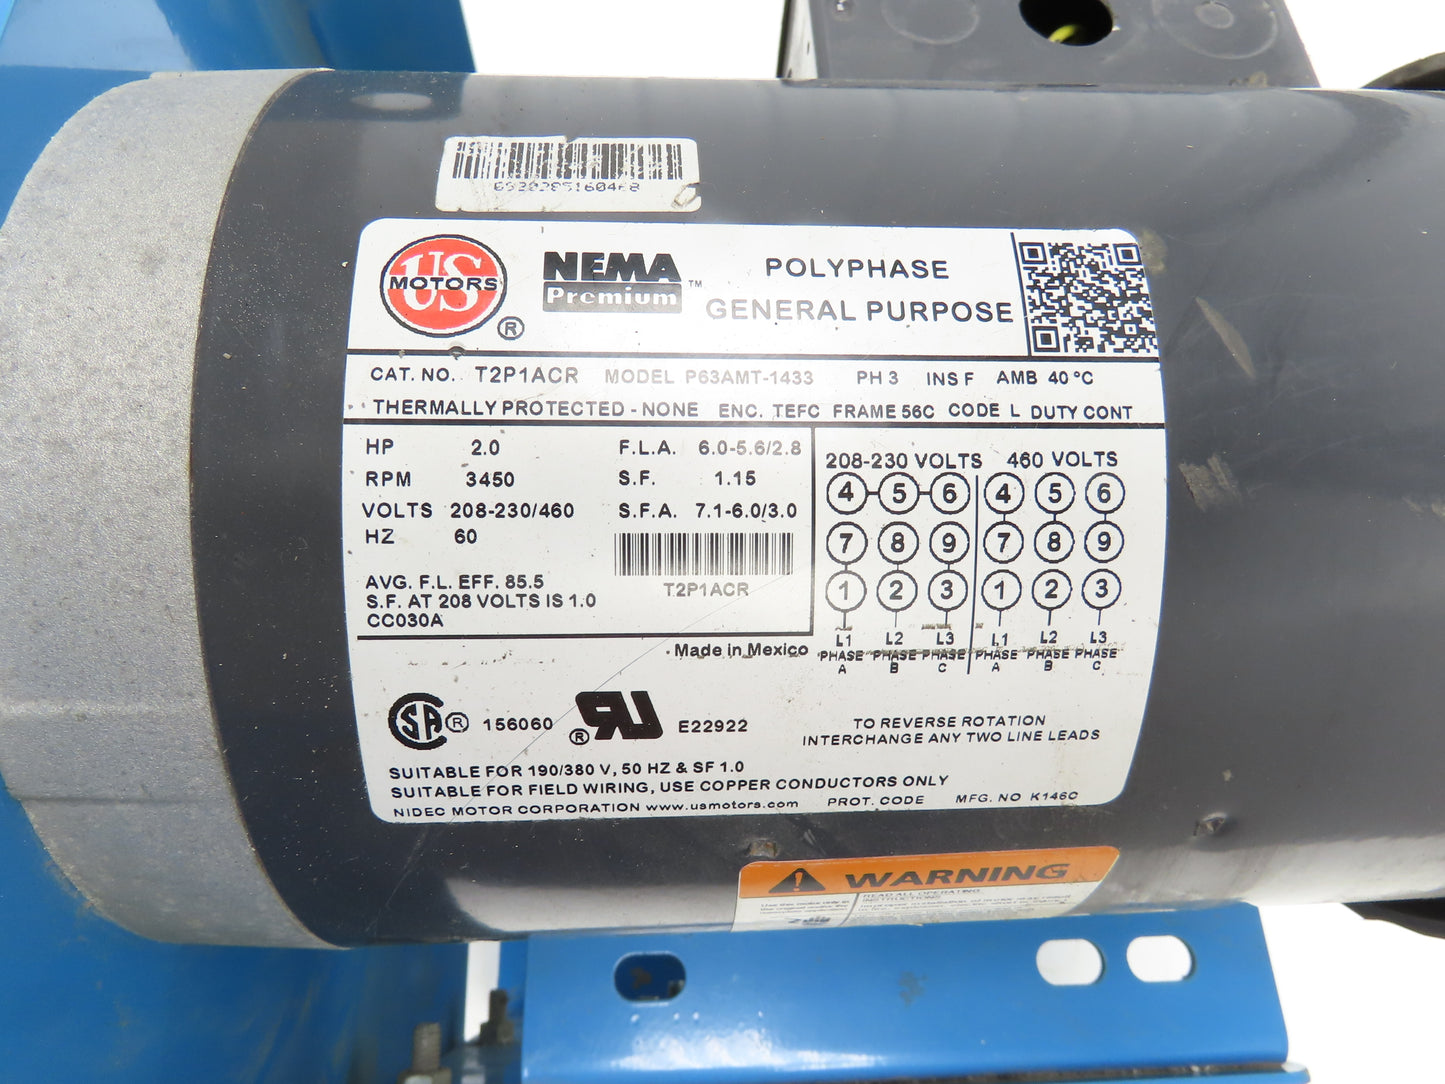 US
MOTORS
®
NEMA
Premium ™
POLYPHASE
GENERAL PURPOSE
CAT. NO. T2P1ACR MODEL P63AMT-1433 PH 3 INS F AMB 40 °C
THERMALLY PROTECTED - NONE ENC. TEFC FRAME 56C CODE L DUTY CONT
HP 2.0 F.L.A. 6.0-5.6/2.8
RPM 3450 S.F. 1.15
VOLTS 208-230/460 S.F.A. 7.1-6.0/3.0
HZ 60
AVG. F.L. EFF. 85.5
S.F. AT 208 VOLTS IS 1.0
CC030A
T2P1ACR
Made in Mexico
208-230 VOLTS 460 VOLTS
4 5 6 4 5 6
7 8 9 7 8 9
1 2 3 1 2 3
L1 L2 L3 L1 L2 L3
PHASE PHASE PHASE PHASE PHASE PHASE
A B C A B C
SA ® 156060 ® RU E22922
TO REVERSE ROTATION
INTERCHANGE ANY TWO LINE LEADS
SUITABLE FOR 190/380 V, 50 HZ & SF 1.0
SUITABLE FOR FIELD WIRING, USE COPPER CONDUCTORS ONLY
NIDEC MOTOR CORPORATION www.usmotors.com PROT. CODE MFG. NO K146C
WARNING
READ ALL OPERATING
INSTRUCTIONS